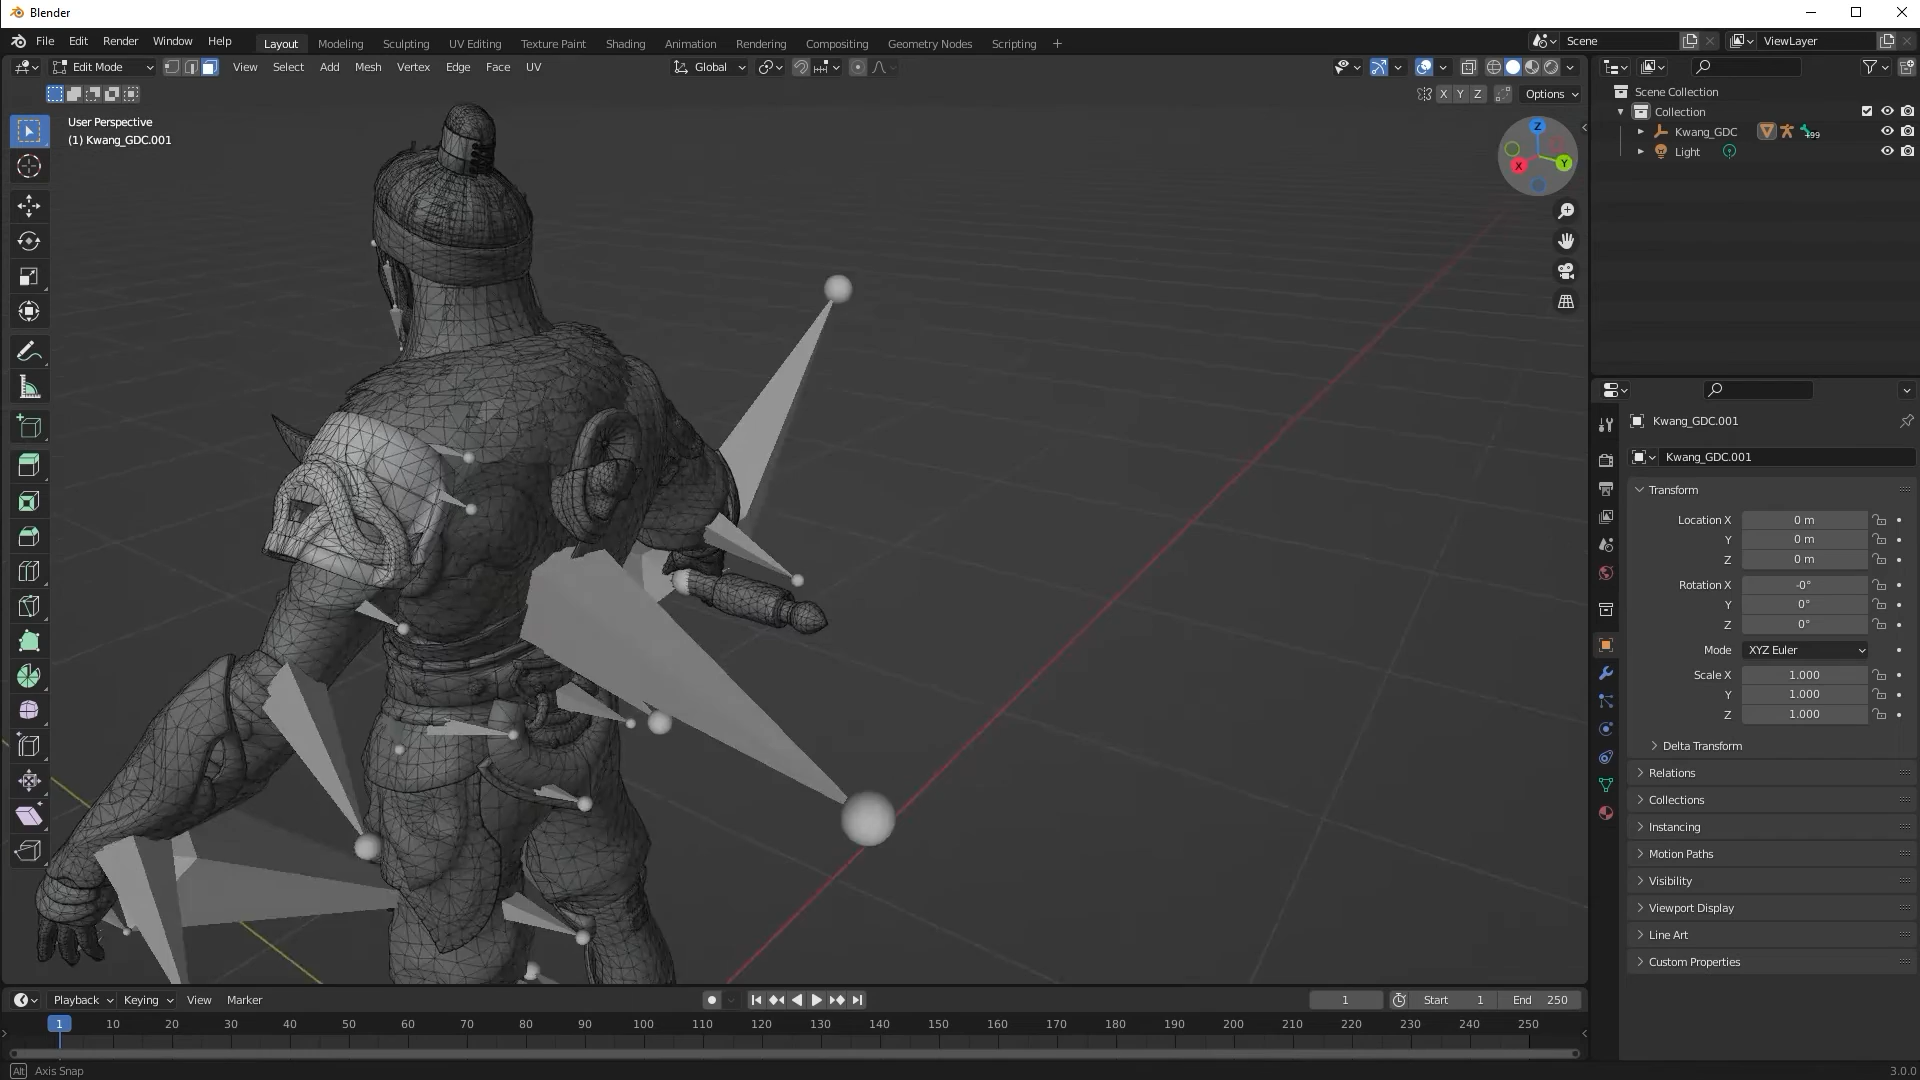 Blender
File Edit Render Window Help Layout Modeling Sculpting UV Editing Texture Paint Shading Animation Rendering Compositing Geometry Nodes Scripting + Scene ViewLayer
Edit Mode View Select Add Mesh Vertex Edge Face UV Global
X Y Z Options
User Perspective
(1) Kwang_GDC.001
Z
X
Y
Scene Collection
Collection
Kwang_GDC +99
Light
Kwang_GDC.001
Kwang_GDC.001
Transform
Location X 0 m
Y 0 m
Z 0 m
Rotation X -0°
Y 0°
Z 0°
Mode XYZ Euler
Scale X 1.000
Y 1.000
Z 1.000
Delta Transform
Relations
Collections
Instancing
Motion Paths
Visibility
Viewport Display
Line Art
Custom Properties
Playback Keying View Marker 1 Start 1 End 250
1 10 20 30 40 50 60 70 80 90 100 110 120 130 140 150 160 170 180 190 200 210 220 230 240 250
Alt Axis Snap 3.0.0